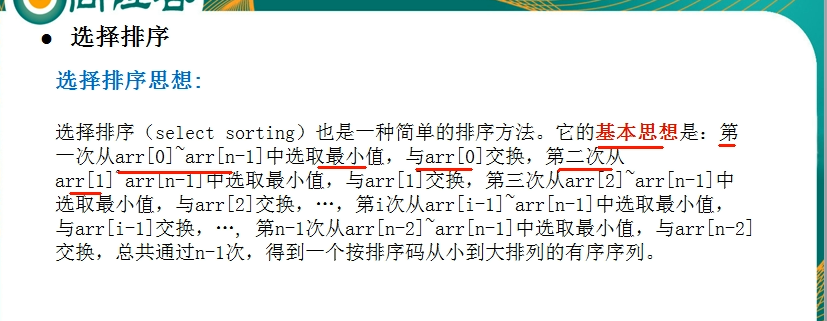 ● 选择排序
选择排序思想:
选择排序（select sorting）也是一种简单的排序方法。它的基本思想是：第
一次从arr[0]~arr[n-1]中选取最小值，与arr[0]交换，第二次从
arr[1]~arr[n-1]中选取最小值，与arr[1]交换，第三次从arr[2]~arr[n-1]中
选取最小值，与arr[2]交换，…，第i次从arr[i-1]~arr[n-1]中选取最小值，
与arr[i-1]交换，…, 第n-1次从arr[n-2]~arr[n-1]中选取最小值，与arr[n-2]
交换，总共通过n-1次，得到一个按排序码从小到大排列的有序序列。